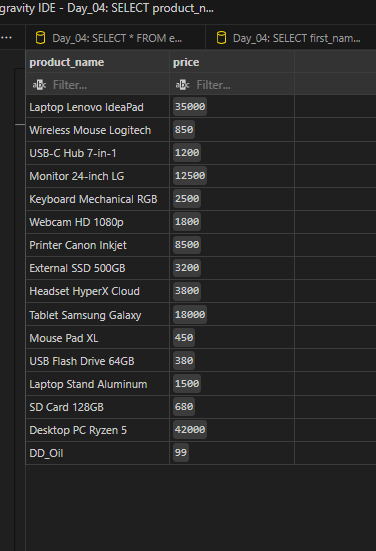 gravity IDE - Day_04: SELECT product_n...
... Day_04: SELECT * FROM e... Day_04: SELECT first_nam...
product_name price
abc Filter... abc Filter...
Laptop Lenovo IdeaPad 35000
Wireless Mouse Logitech 850
USB-C Hub 7-in-1 1200
Monitor 24-inch LG 12500
Keyboard Mechanical RGB 2500
Webcam HD 1080p 1800
Printer Canon Inkjet 8500
External SSD 500GB 3200
Headset HyperX Cloud 3800
Tablet Samsung Galaxy 18000
Mouse Pad XL 450
USB Flash Drive 64GB 380
Laptop Stand Aluminum 1500
SD Card 128GB 680
Desktop PC Ryzen 5 42000
DD_Oil 99